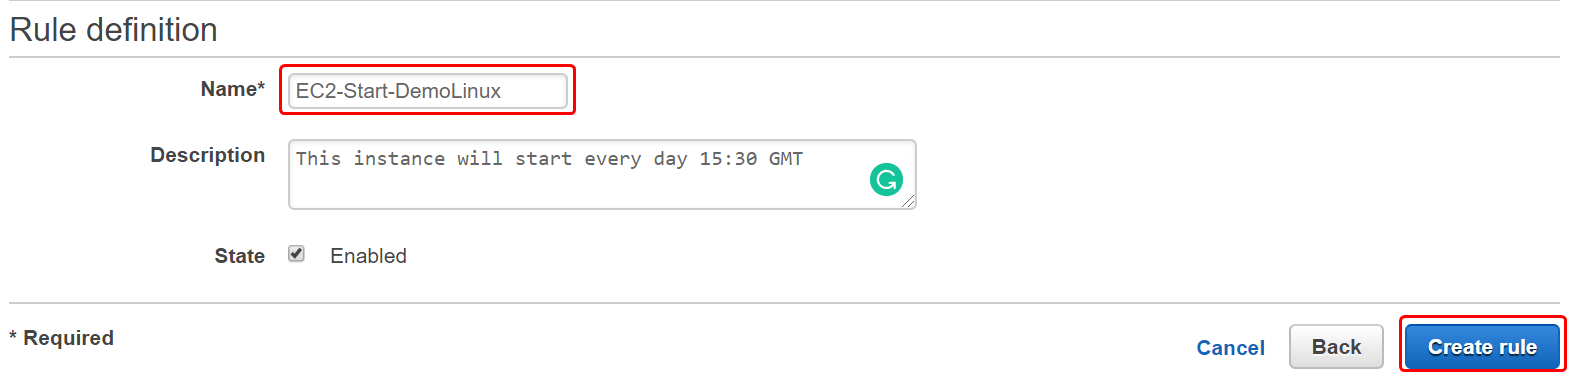 Rule definition
Name* EC2-Start-DemoLinux
Description This instance will start every day 15:30 GMT
State Enabled
* Required
Cancel Back Create rule